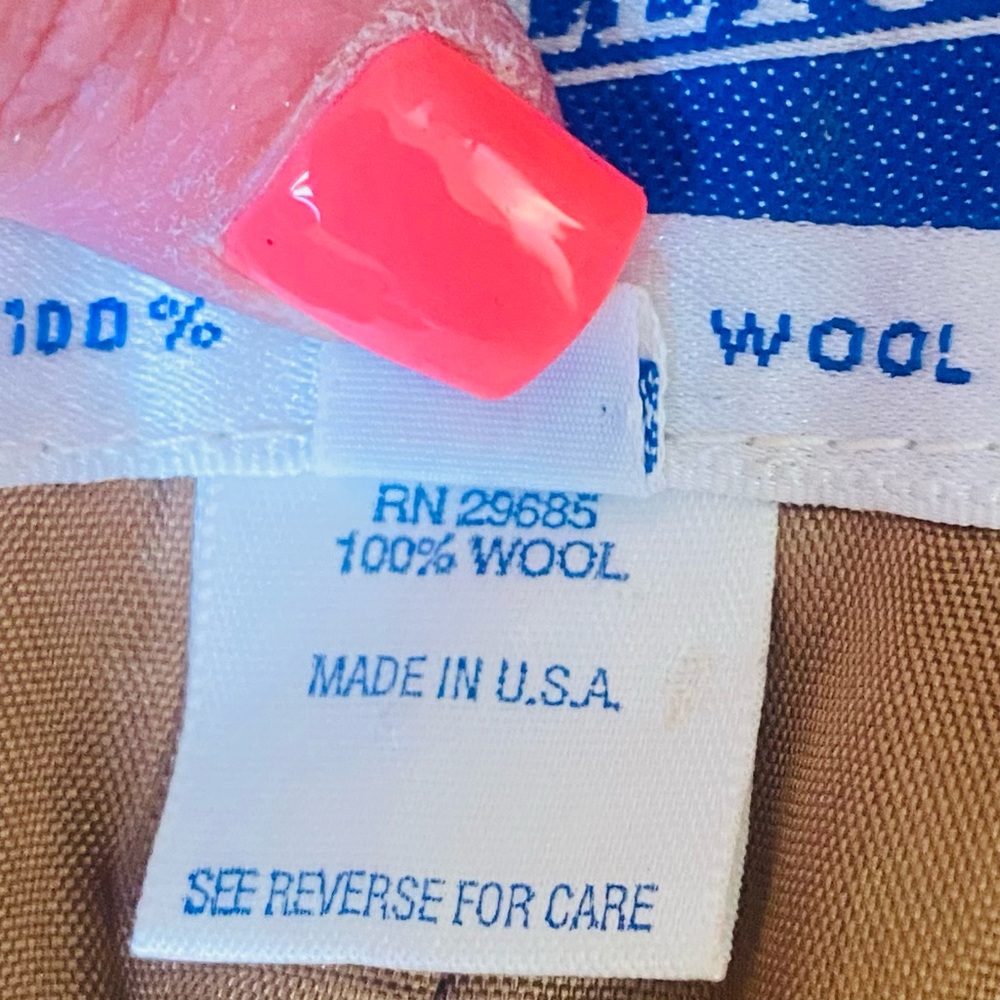 100% WOOL
RN 29685
100% WOOL
MADE IN U.S.A.
SEE REVERSE FOR CARE